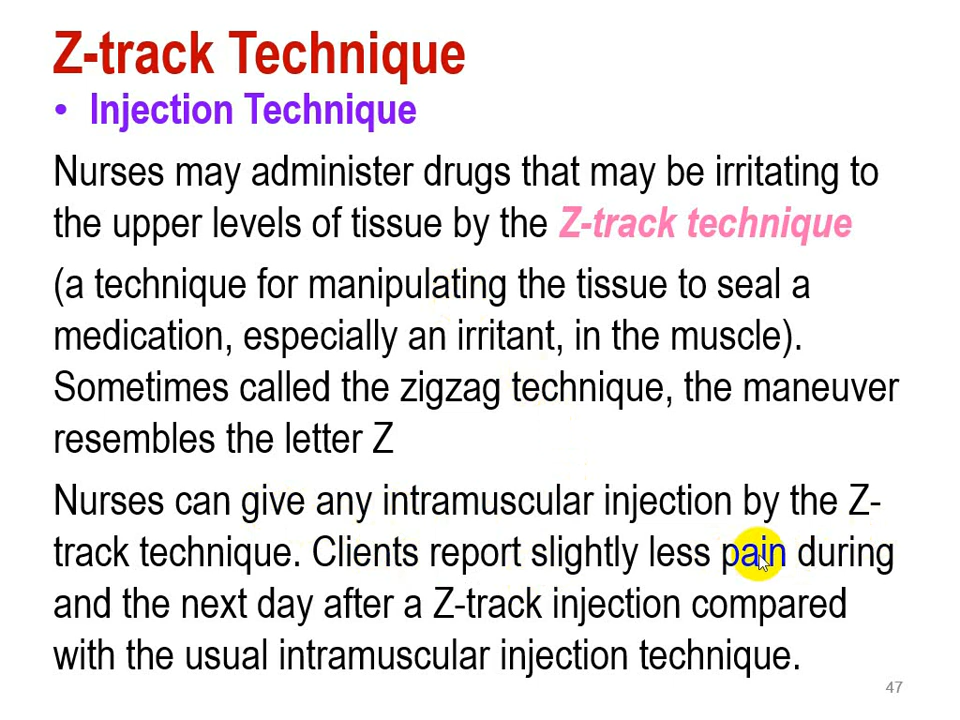 Z-track Technique
• Injection Technique
Nurses may administer drugs that may be irritating to
the upper levels of tissue by the Z-track technique
(a technique for manipulating the tissue to seal a
medication, especially an irritant, in the muscle).
Sometimes called the zigzag technique, the maneuver
resembles the letter Z
Nurses can give any intramuscular injection by the Z-
track technique. Clients report slightly less pain during
and the next day after a Z-track injection compared
with the usual intramuscular injection technique.
47